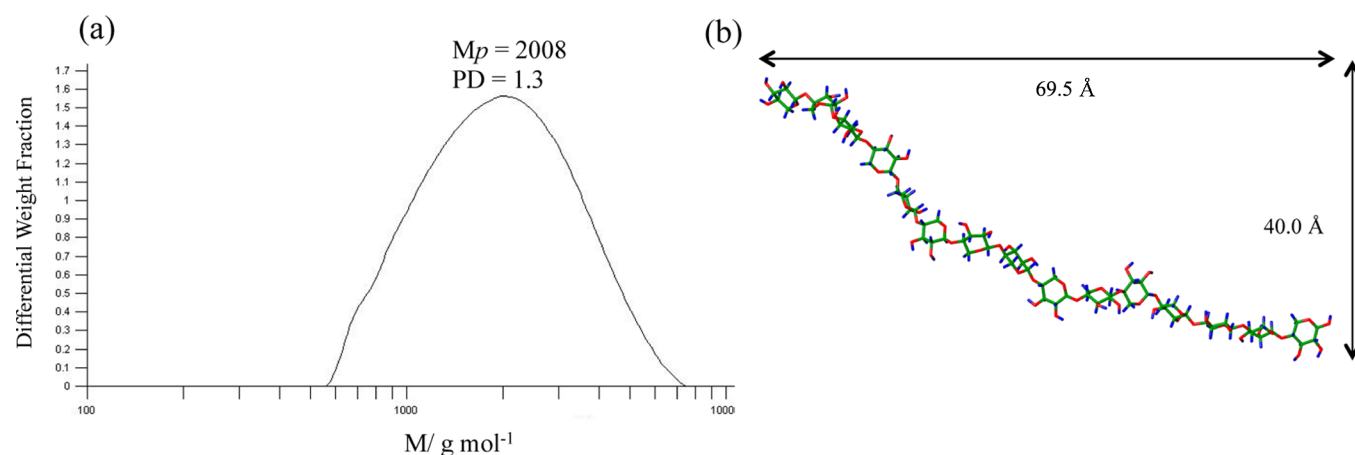 (a)
Mp = 2008
PD = 1.3
Differential Weight Fraction
1.7
1.6
1.5
1.4
1.3
1.2
1.1
1
0.9
0.8
0.7
0.6
0.5
0.4
0.3
0.2
0.1
0
100
1000
1000
M/ g mol-1
(b)
69.5 Å
40.0 Å